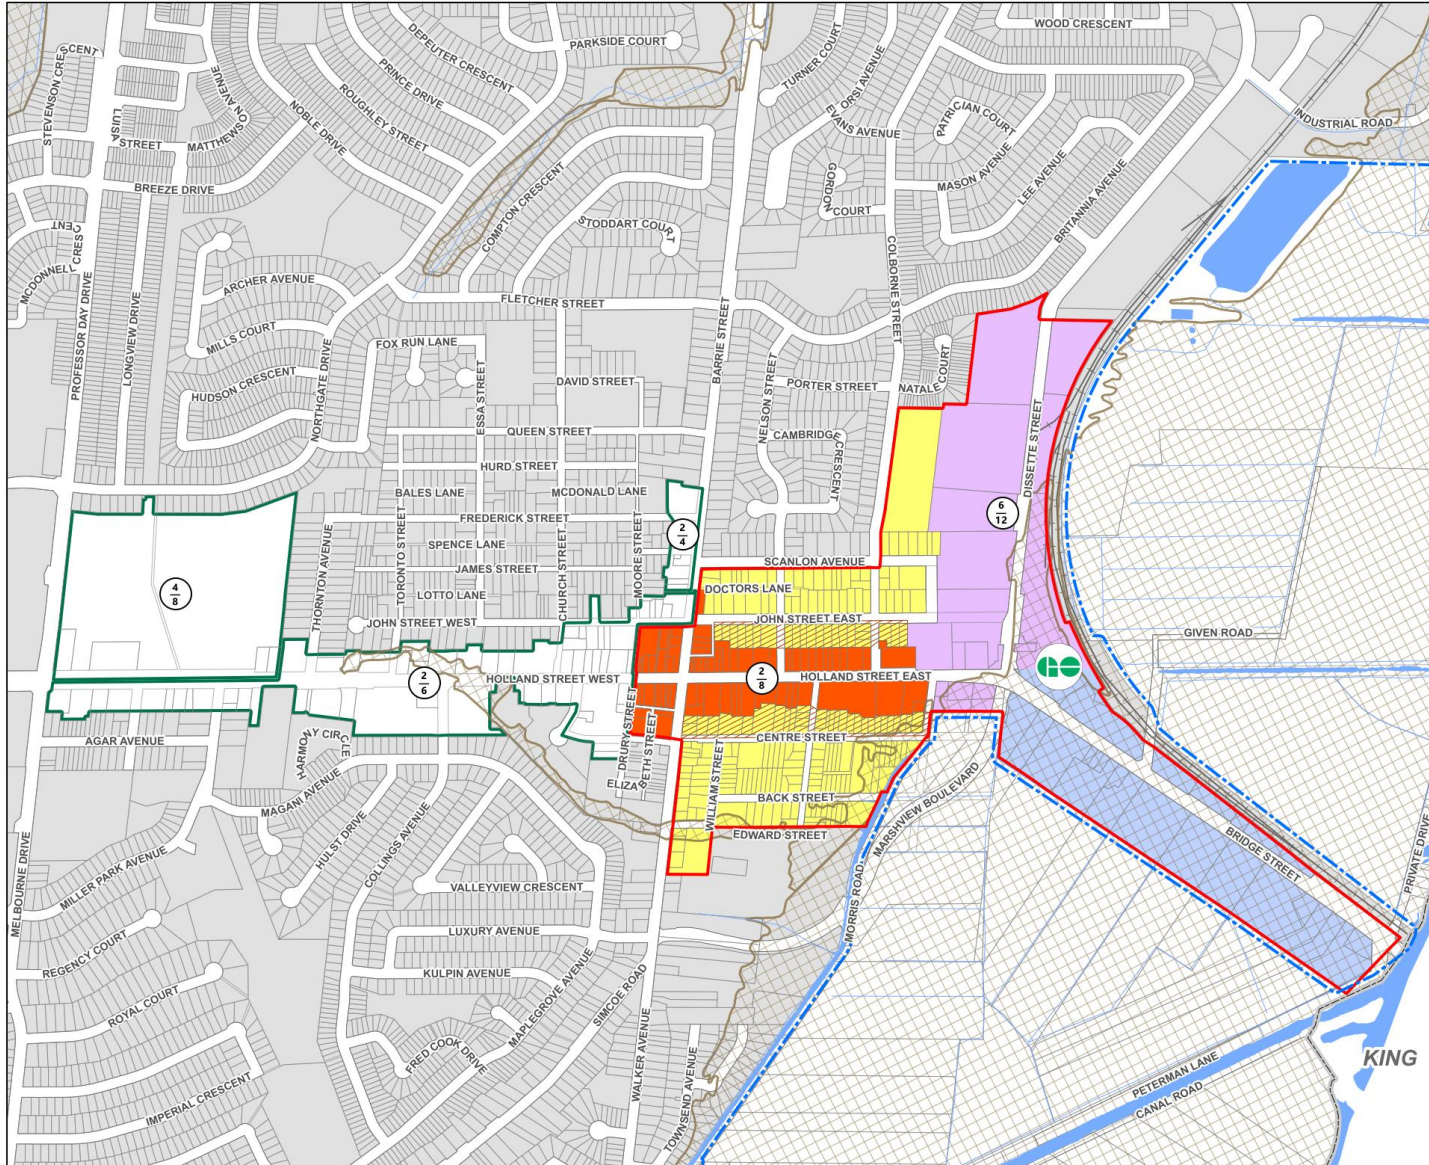 WOOD CRESCENT
PARKSIDE COURT
DEPEUTER CRESCENT
STEVENSON CRESCENT
TURNER COURT
ORSI AVENUE
PRINCE DRIVE
OSMAN AVENUE
ROUGHLEY STREET
NOBLE DRIVE
LUISA STREET
MATTHEW
EVANS AVENUE
PATRICIAN COURT
INDUSTRIAL ROAD
MASON AVENUE
LEE AVENUE
BREEZE DRIVE
BRITANNIA AVENUE
GORDON COURT
COMPTON CRESCENT
STODDART COURT
MCDONNELL CRESCENT
ARCHER AVENUE
COLBORNE STREET
FLETCHER STREET
PROFESSOR DAY DRIVE
LONGVIEW DRIVE
MILLS COURT
FOX RUN LANE
BARRIE STREET
HUDSON CRESCENT
NORTHGATE DRIVE
ESSA STREET
DAVID STREET
PORTER STREET
NATALE COURT
NELSON STREET
QUEEN STREET
CAMBRIDGE CRESCENT
DISSETTE STREET
HURD STREET
BALES LANE
MCDONALD LANE
FREDERICK STREET
6
12
2
4
THORNTON AVENUE
TORONTO STREET
SPENCE LANE
CHURCH STREET
MOORE STREET
SCANLON AVENUE
JAMES STREET
LOTTO LANE
DOCTORS LANE
4
8
JOHN STREET WEST
JOHN STREET EAST
GIVEN ROAD
GO
2
6
HOLLAND STREET WEST
2
8
HOLLAND STREET EAST
AGAR AVENUE
HARMONY CIRCLE
DRURY STREET
ELIZABETH STREET
CENTRE STREET
WILLIAM STREET
MAGANI AVENUE
MARSHVIEW BOULEVARD
BACK STREET
EDWARD STREET
BRIDGE STREET
HULST DRIVE
COLLINGS AVENUE
MELBOURNE DRIVE
MILLER PARK AVENUE
VALLEYVIEW CRESCENT
PRIVATE DRIVE
MORRIS ROAD
LUXURY AVENUE
REGENCY COURT
KULPIN AVENUE
MAPLEGROVE AVENUE
SIMCOE ROAD
ROYAL COURT
FRED COOK DRIVE
WALKER AVENUE
TOWNSEND AVENUE
IMPERIAL CRESCENT
KING
PETERMAN LANE
CANAL ROAD